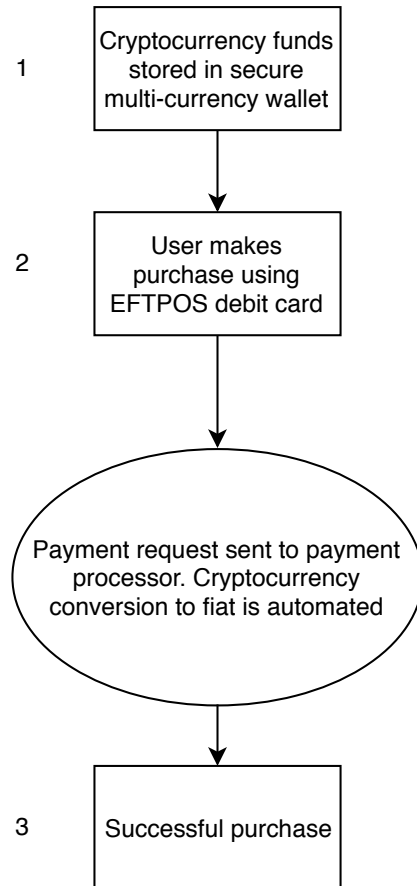 1
Cryptocurrency funds
stored in secure
multi-currency wallet
2
User makes
purchase using
EFTPOS debit card
Payment request sent to payment
processor. Cryptocurrency
conversion to fiat is automated
3
Successful purchase